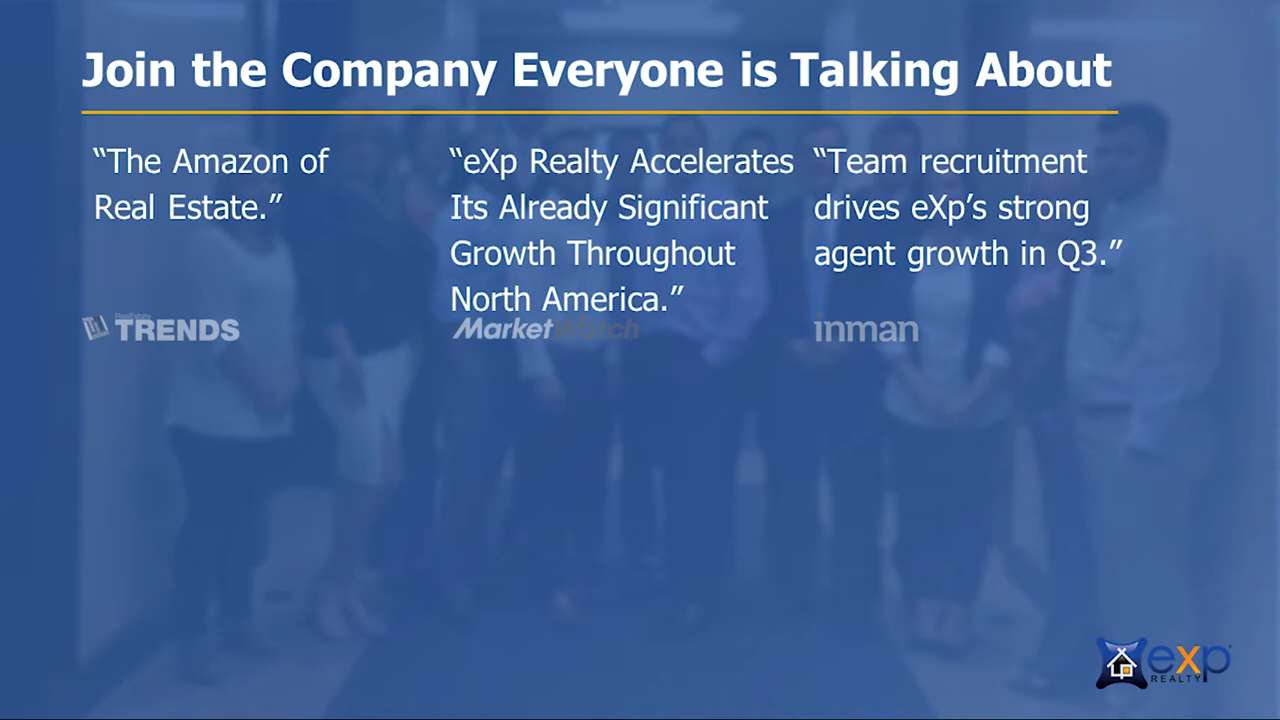 Join the Company Everyone is Talking About
“The Amazon of
Real Estate.”
RealEstate
TRENDS
“eXp Realty Accelerates
Its Already Significant
Growth Throughout
North America.”
MarketWatch
“Team recruitment
drives eXp’s strong
agent growth in Q3.”
inman
eXp
REALTY